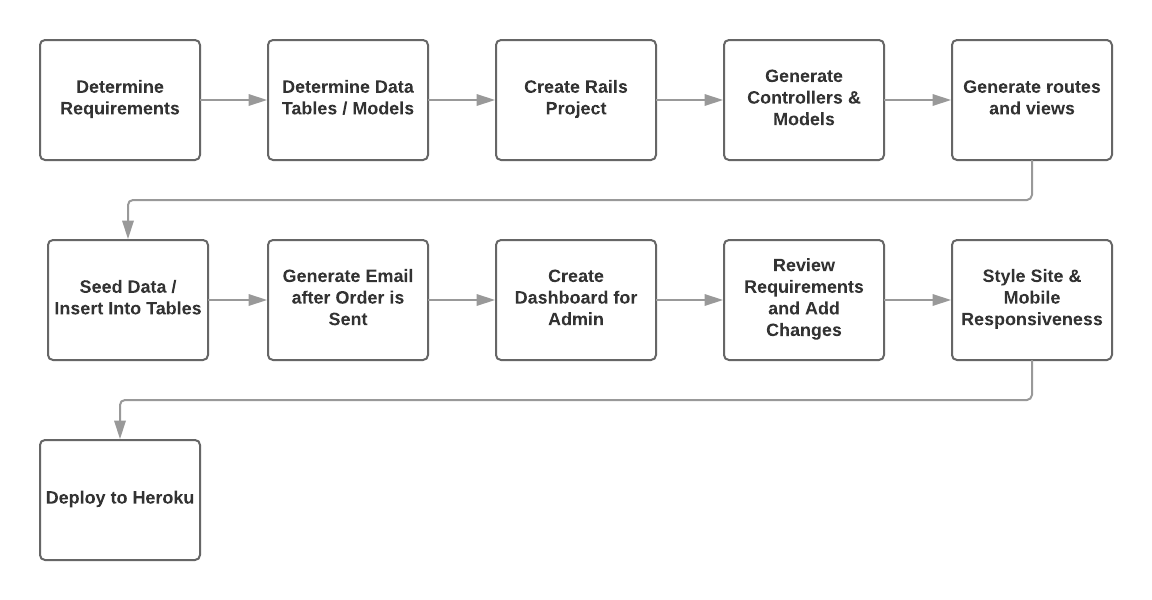 Determine
Requirements
Determine Data
Tables / Models
Create Rails
Project
Generate
Controllers &
Models
Generate routes
and views
Seed Data /
Insert Into Tables
Generate Email
after Order is
Sent
Create
Dashboard for
Admin
Review
Requirements
and Add
Changes
Style Site &
Mobile
Responsiveness
Deploy to Heroku